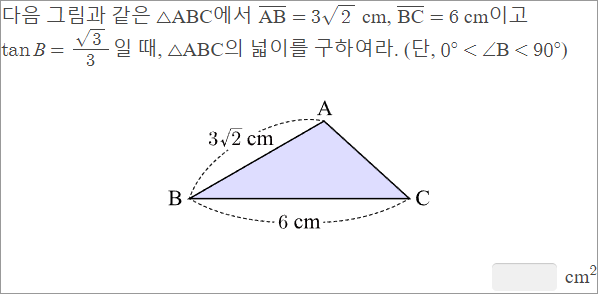 다음 그림과 같은 △ABC에서 \overline{AB} = 3√2 cm, \overline{BC} = 6 cm이고
tan B = √3/3 일 때, △ABC의 넓이를 구하여라. (단, 0° < ∠B < 90°)
A
3√2 cm
B
C
6 cm
cm²